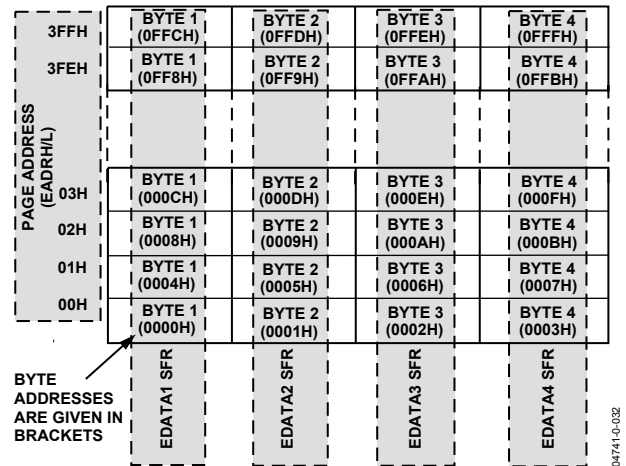 3FFH
BYTE 1 (0FFCH)
BYTE 2 (0FFDH)
BYTE 3 (0FFEH)
BYTE 4 (0FFFH)
3FEH
BYTE 1 (0FF8H)
BYTE 2 (0FF9H)
BYTE 3 (0FFAH)
BYTE 4 (0FFBH)
PAGE ADDRESS
(EADRH/L)
03H
BYTE 1 (000CH)
BYTE 2 (000DH)
BYTE 3 (000EH)
BYTE 4 (000FH)
02H
BYTE 1 (0008H)
BYTE 2 (0009H)
BYTE 3 (000AH)
BYTE 4 (000BH)
01H
BYTE 1 (0004H)
BYTE 2 (0005H)
BYTE 3 (0006H)
BYTE 4 (0007H)
00H
BYTE 1 (0000H)
BYTE 2 (0001H)
BYTE 3 (0002H)
BYTE 4 (0003H)
BYTE
ADDRESSES
ARE GIVEN IN
BRACKETS
EDATA1 SFR
EDATA2 SFR
EDATA3 SFR
EDATA4 SFR
04741-0-032